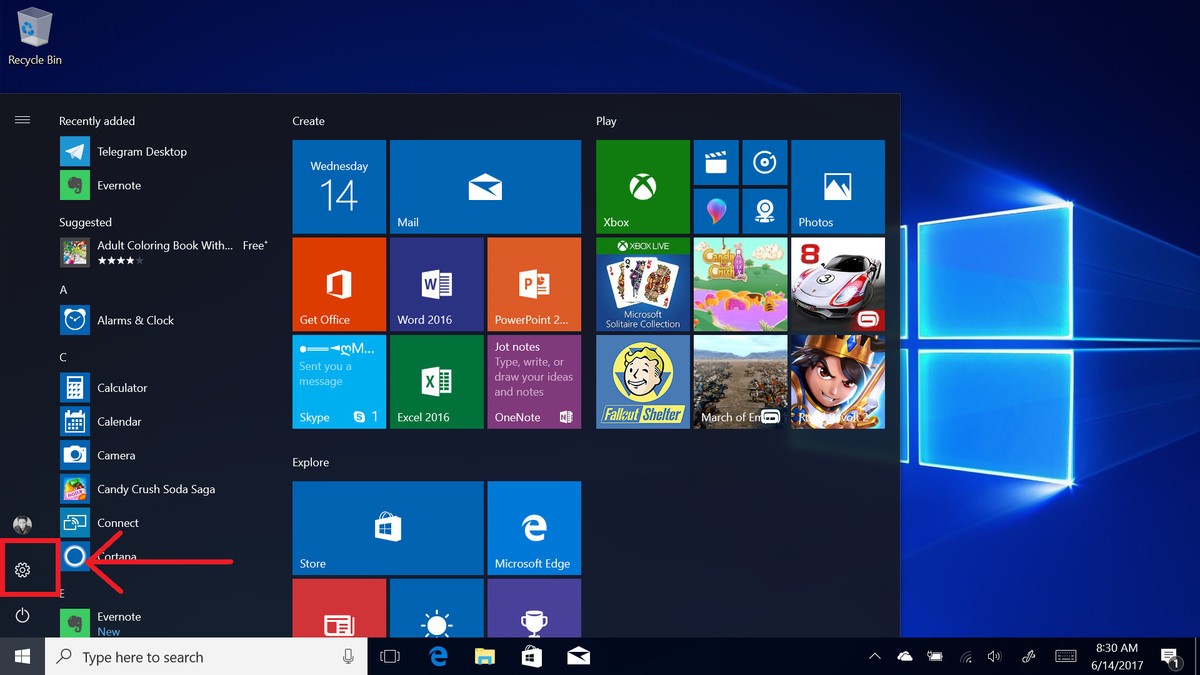 Recycle Bin
Recently added
Telegram Desktop
Evernote
Suggested
Adult Coloring Book With... Free*
A
Alarms & Clock
C
Calculator
Calendar
Camera
Candy Crush Soda Saga
Connect
Cortana
E
Evernote
New
Create
Wednesday
14
Mail
Get Office
Word 2016
PowerPoint 2...
Sent you a
message
Skype 1
Excel 2016
Jot notes
Type, write, or
draw your ideas
and notes
OneNote
Explore
Store
Microsoft Edge
Play
Xbox
Photos
XBOX LIVE
Microsoft
Solitaire Collection
Candy
Crush
8
3
Fallout Shelter
March of Em
Type here to search
8:30 AM
6/14/2017
1